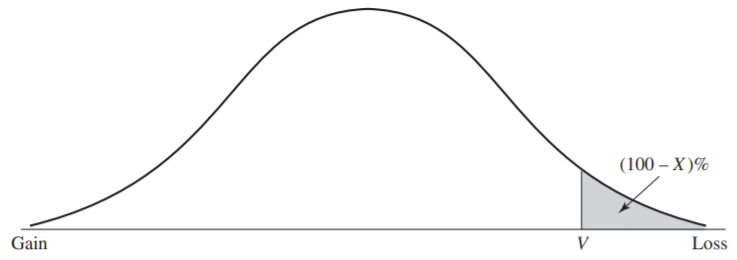 (100 – X)%
Gain
V
Loss